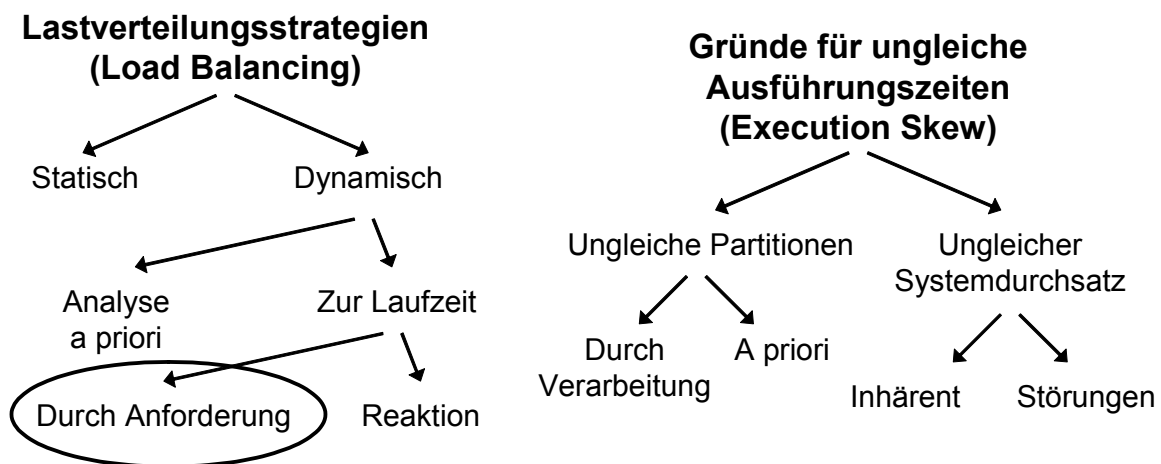 Lastverteilungsstrategien
(Load Balancing)
Statisch
Dynamisch
Analyse
a priori
Zur Laufzeit
Durch Anforderung
Reaktion
Gründe für ungleiche
Ausführungszeiten
(Execution Skew)
Ungleiche Partitionen
Ungleicher
Systemdurchsatz
Durch
Verarbeitung
A priori
Inhärent
Störungen